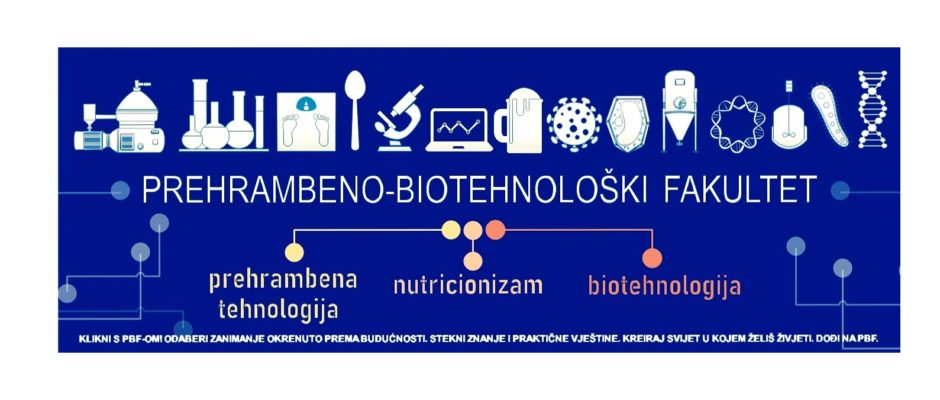 PREHRAMBENO-BIOTEHNOLOŠKI FAKULTET
prehrambena
tehnologija
nutricionizam
biotehnologija
KLIKNI S PBF-OM! ODABERI ZANIMANJE OKRENUTO PREMA BUDUĆNOSTI. STEKNI ZNANJE I PRAKTIČNE VJEŠTINE. KREIRAJ SVIJET U KOJEM ŽELIŠ ŽIVJETI. DOĐI NA PBF.